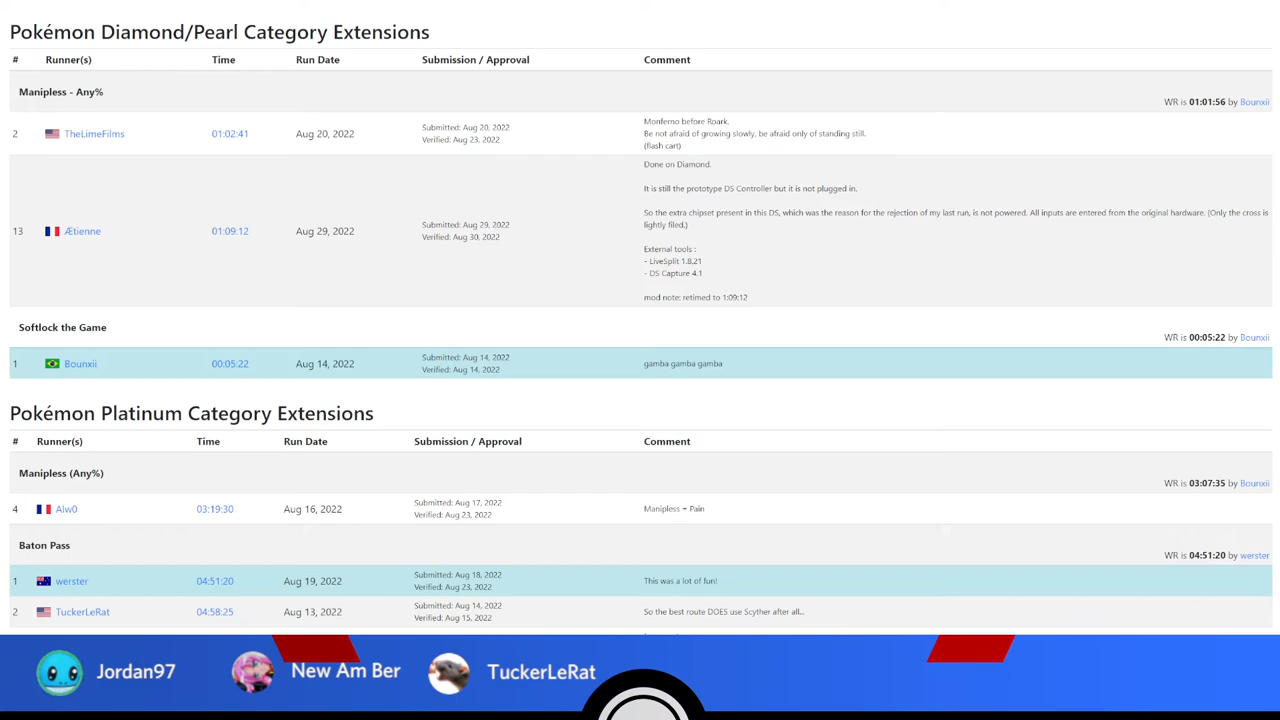 Pokémon Diamond/Pearl Category Extensions
# Runner(s) Time Run Date Submission / Approval Comment
Manipless - Any%
WR is 01:01:56 by Bounxii
2 TheLimeFilms 01:02:41 Aug 20, 2022 Submitted: Aug 20, 2022
Verified: Aug 23, 2022
Monferno before Roark.
Be not afraid of growing slowly, be afraid only of standing still.
(flash cart)
13 Ætienne 01:09:12 Aug 29, 2022 Submitted: Aug 29, 2022
Verified: Aug 30, 2022
Done on Diamond.
It is still the prototype DS Controller but it is not plugged in.
So the extra chipset present in this DS, which was the reason for the rejection of my last run, is not powered. All inputs are entered from the original hardware. (Only the cross is
lightly filed.)
External tools :
- LiveSplit 1.8.21
- DS Capture 4.1
mod note: retimed to 1:09:12
Softlock the Game
WR is 00:05:22 by Bounxii
1 Bounxii 00:05:22 Aug 14, 2022 Submitted: Aug 14, 2022
Verified: Aug 14, 2022
gamba gamba gamba
Pokémon Platinum Category Extensions
# Runner(s) Time Run Date Submission / Approval Comment
Manipless (Any%)
WR is 03:07:35 by Bounxii
4 Alw0 03:19:30 Aug 16, 2022 Submitted: Aug 17, 2022
Verified: Aug 23, 2022
Manipless = Pain
Baton Pass
WR is 04:51:20 by werster
1 werster 04:51:20 Aug 19, 2022 Submitted: Aug 18, 2022
Verified: Aug 23, 2022
This was a lot of fun!
2 TuckerLeRat 04:58:25 Aug 13, 2022 Submitted: Aug 14, 2022
Verified: Aug 15, 2022
So the best route DOES use Scyther after all...
Jordan97 New Am Ber TuckerLeRat